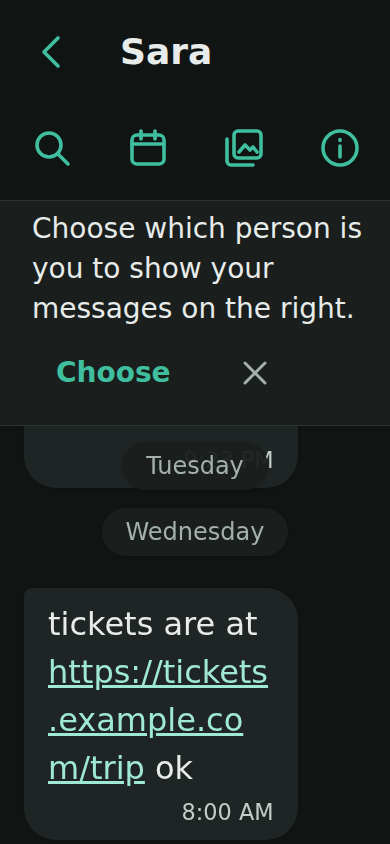 Sara
Choose which person is
you to show your
messages on the right.
Choose
Tuesday
Wednesday
tickets are at
https://tickets
.example.co
m/trip ok
8:00 AM